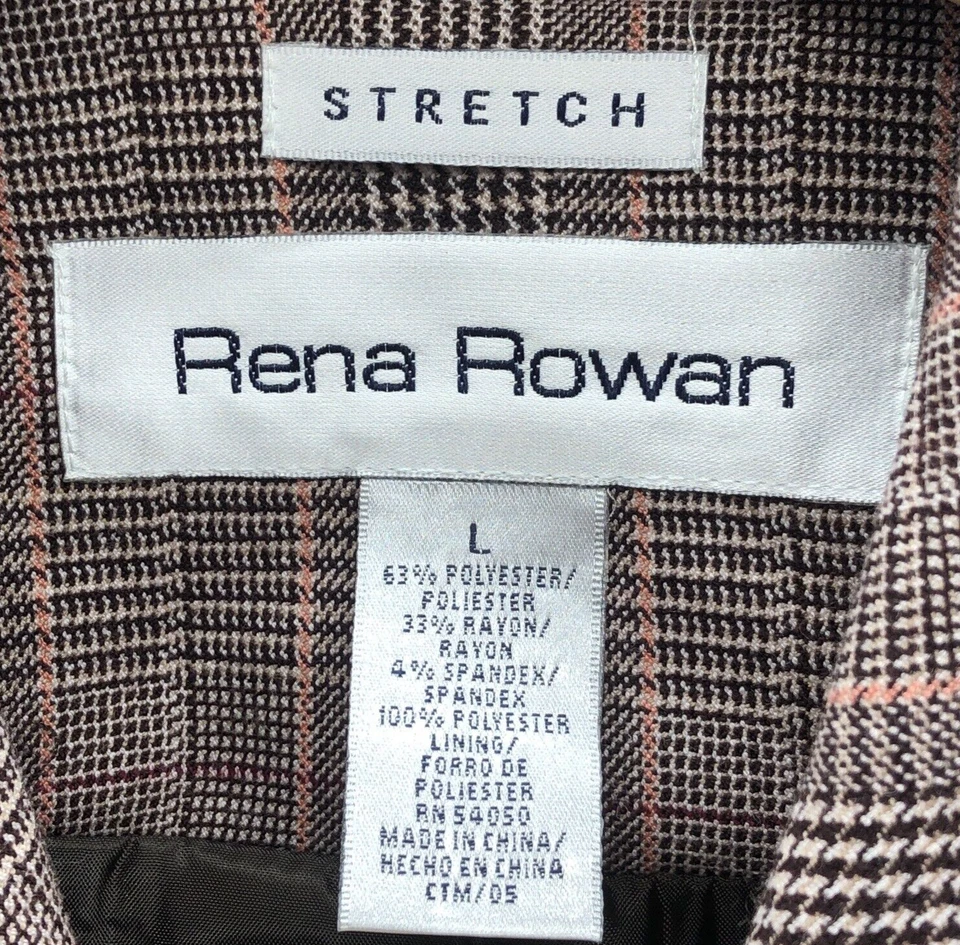 STRETCH
Rena Rowan
L
63% POLYESTER/
POLIESTER
33% RAYON/
RAYON
4% SPANDEX/
SPANDEX
100% POLYESTER
LINING/
FORRO DE
POLIESTER
RN 54050
MADE IN CHINA/
HECHO EN CHINA
CTM/05